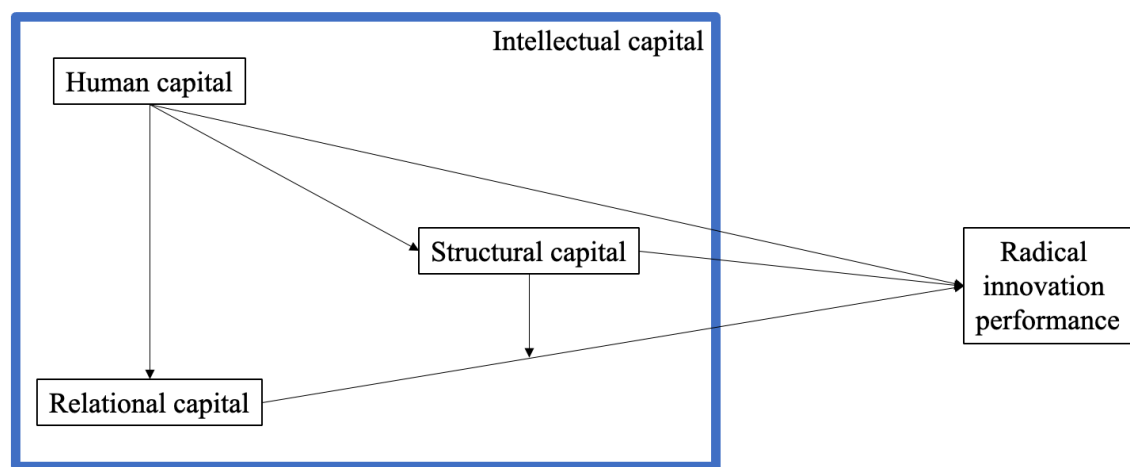 Intellectual capital
Human capital
Structural capital
Radical
innovation
performance
Relational capital